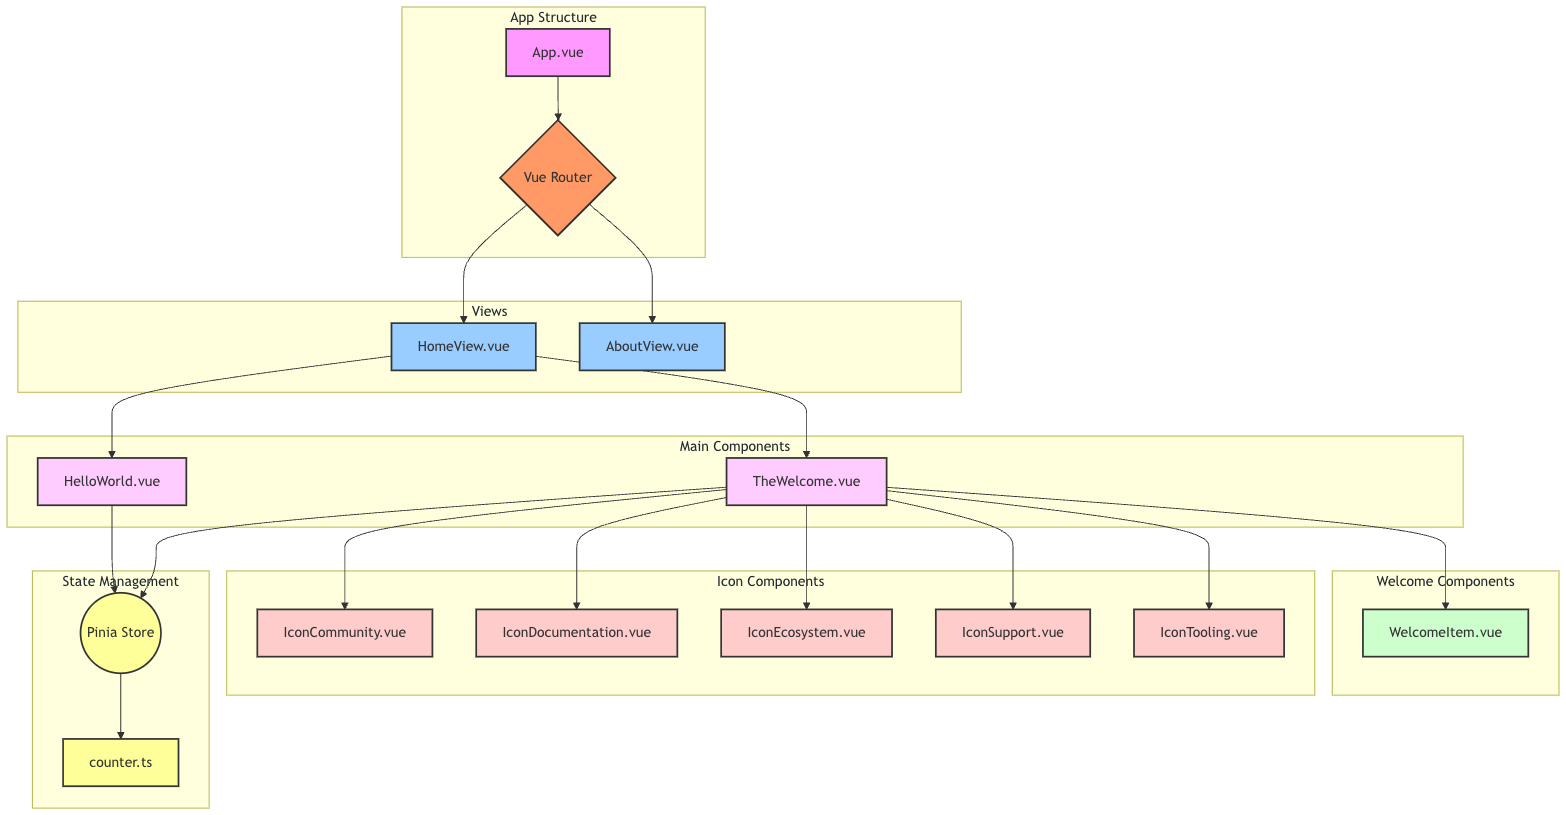 App Structure
App.vue
Vue Router
Views
HomeView.vue
AboutView.vue
Main Components
HelloWorld.vue
TheWelcome.vue
State Management
Icon Components
Welcome Components
Pinia Store
IconCommunity.vue
IconDocumentation.vue
IconEcosystem.vue
IconSupport.vue
IconTooling.vue
WelcomeItem.vue
counter.ts